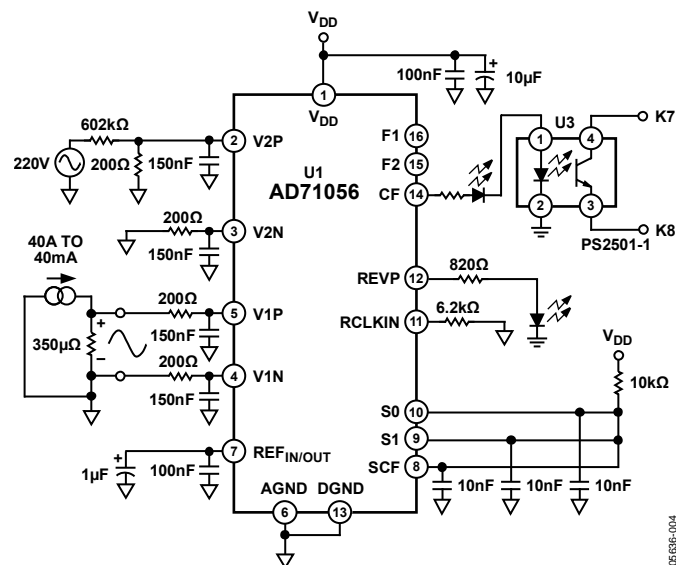 VDD
100nF
10µF
1
VDD
602kΩ
220V
200Ω
150nF
2
V2P
U1
AD71056
F1
16
F2
15
CF
14
U3
1
4
K7
2
3
K8
PS2501-1
200Ω
3
V2N
150nF
40A TO
40mA
200Ω
5
V1P
+
350µΩ
–
150nF
200Ω
4
V1N
150nF
REVP
12
820Ω
RCLKIN
11
6.2kΩ
VDD
10kΩ
S0
10
S1
9
SCF
8
10nF
10nF
10nF
+
1µF
100nF
7
REFIN/OUT
AGND
DGND
6
13
+
05636-004